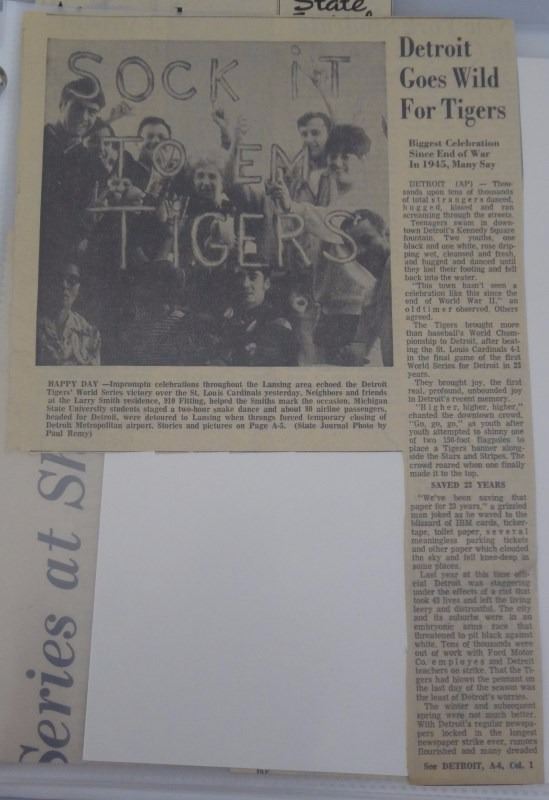 State
SOCK iT
TO EM
TIGERS
HAPPY DAY —Impromptu celebrations throughout the Lansing area echoed the Detroit
Tigers' World Series victory over the St. Louis Cardinals yesterday. Neighbors and friends
at the Larry Smith residence, 910 Fitting, helped the Smiths mark the occasion. Michigan
State University students staged a two-hour snake dance and about 80 airline passengers,
headed for Detroit, were detoured to Lansing when throngs forced temporary closing of
Detroit Metropolitan airport. Stories and pictures on Page A-5. (State Journal Photo by
Paul Remy)
Detroit
Goes Wild
For Tigers
Biggest Celebration
Since End of War
In 1945, Many Say
DETROIT (AP) — Thou-
sands upon tens of thousands
of total strangers danced,
hugged, kissed and ran
screaming through the streets.
Teenagers swam in down-
town Detroit's Kennedy Square
fountain. Two youths, one
black and one white, rose drip-
ping wet, cleansed and fresh,
and hugged and danced until
they lost their footing and fell
back into the water.
"This town hasn't seen a
celebration like this since the
end of World War II," an
oldtimer observed. Others
agreed.
The Tigers brought more
than baseball's World Cham-
pionship to Detroit, after beat-
ing the St. Louis Cardinals 4-1
in the final game of the first
World Series for Detroit in 23
years.
They brought joy, the first
real, profound, unbounded joy
in Detroit's recent memory.
"Higher, higher, higher,"
chanted the downtown crowd.
"Go, go, go," as youth after
youth attempted to shinny one
of two 150-foot flagpoles to
place a Tigers banner along-
side the Stars and Stripes. The
crowd roared when one finally
made it to the top.
SAVED 23 YEARS
"We've been saving that
paper for 23 years," a grizzled
man joked as he waved to the
blizzard of IBM cards, ticker-
tape, toilet paper, several
meaningless parking tickets
and other paper which clouded
the sky and fell knee-deep in
some places.
Last year at this time offi-
cial Detroit was staggering
under the effects of a riot that
took 43 lives and left the living
leery and distrustful. The city
and its suburbs were in an
embryonic arms race that
threatened to pit black against
white. Tens of thousands were
out of work with Ford Motor
Co. employes and Detroit
teachers on strike. That the Ti-
gers had blown the pennant on
the last day of the season was
the least of Detroit's worries.
The winter and subsequent
spring were not much better.
With Detroit's regular newspa-
pers locked in the longest
newspaper strike ever, rumors
flourished and many dreaded
See DETROIT, A-4, Col. 1
Series at Sh